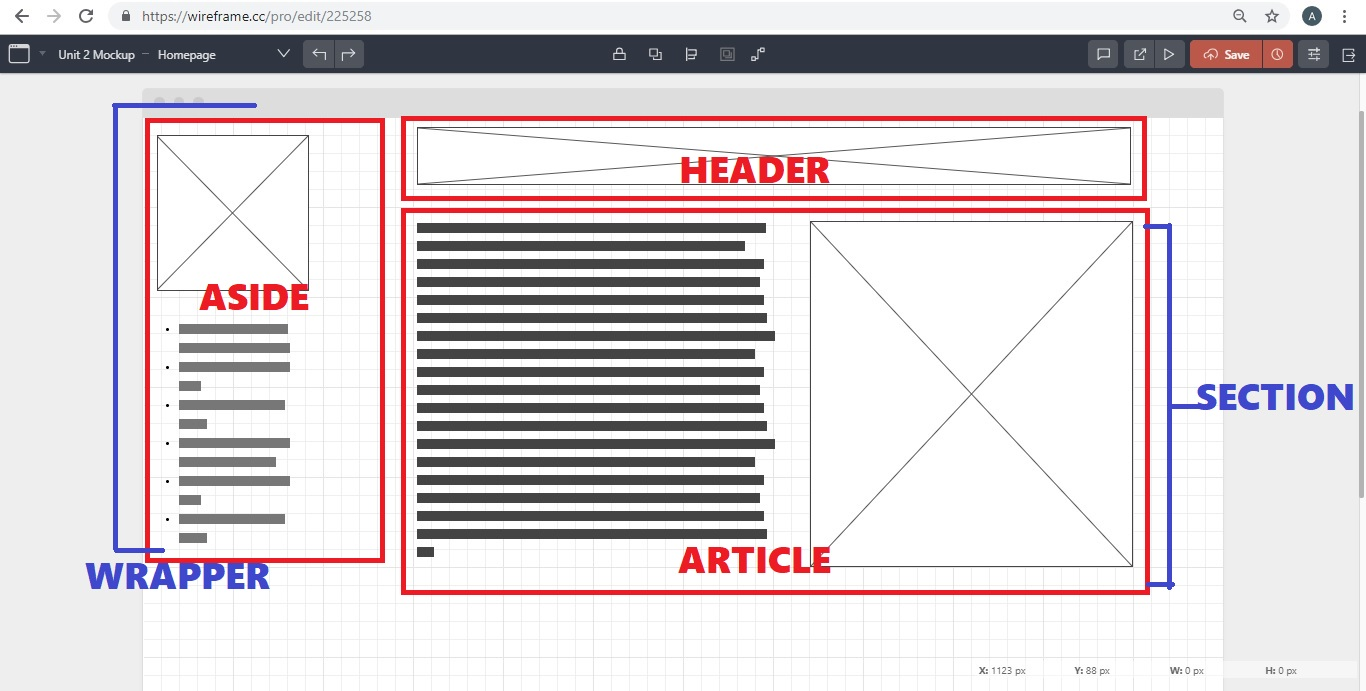 https://wireframe.cc/pro/edit/225258
A
Unit 2 Mockup – Homepage
Save
HEADER
ASIDE
SECTION
ARTICLE
WRAPPER
X: 1123 px Y: 88 px W: 0 px H: 0 px